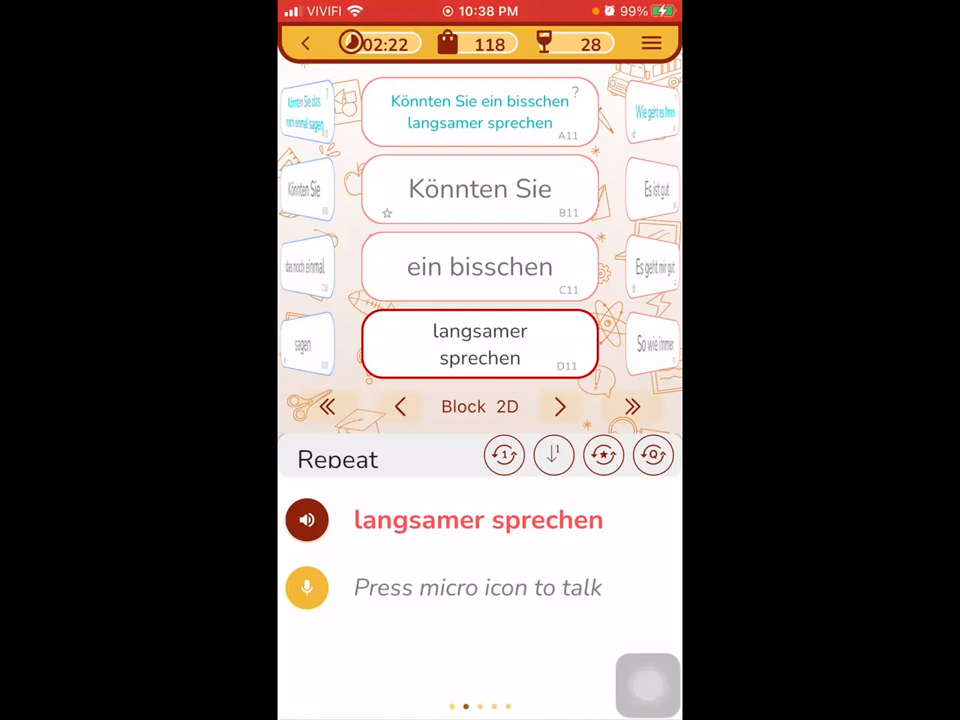 VIVIFI 10:38 PM 99%
02:22 118 28
Könnten Sie das
noch einmal sagen
?
Könnten Sie ein bisschen
langsamer sprechen
?
A11
Wie geht es Ihnen
Könnten Sie
Könnten Sie
B11
Es ist gut
das noch einmal
ein bisschen
C11
Es geht mir gut
sagen
langsamer
sprechen
D11
So wie immer
Block 2D
Repeat
1
1
Q
langsamer sprechen
Press micro icon to talk